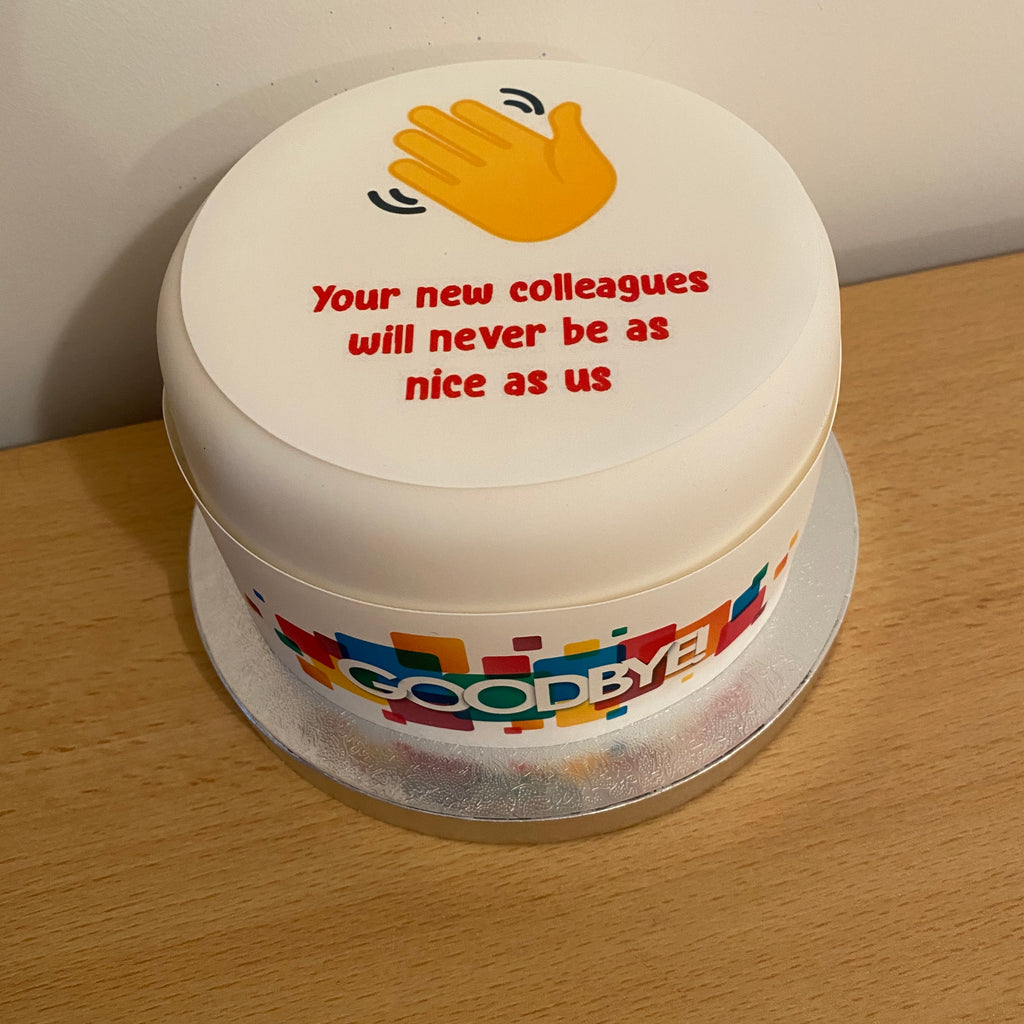 Your new colleagues
will never be as
nice as us
GOODBYE!